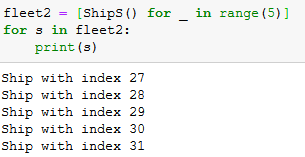 fleet2 = [ShipS() for _ in range(5)]
for s in fleet2:
    print(s)
Ship with index 27
Ship with index 28
Ship with index 29
Ship with index 30
Ship with index 31